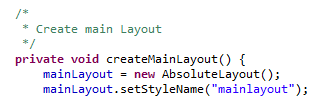 /*
 * Create main Layout
 */
private void createMainLayout() {
    mainLayout = new AbsoluteLayout();
    mainLayout.setStyleName("mainlayout");